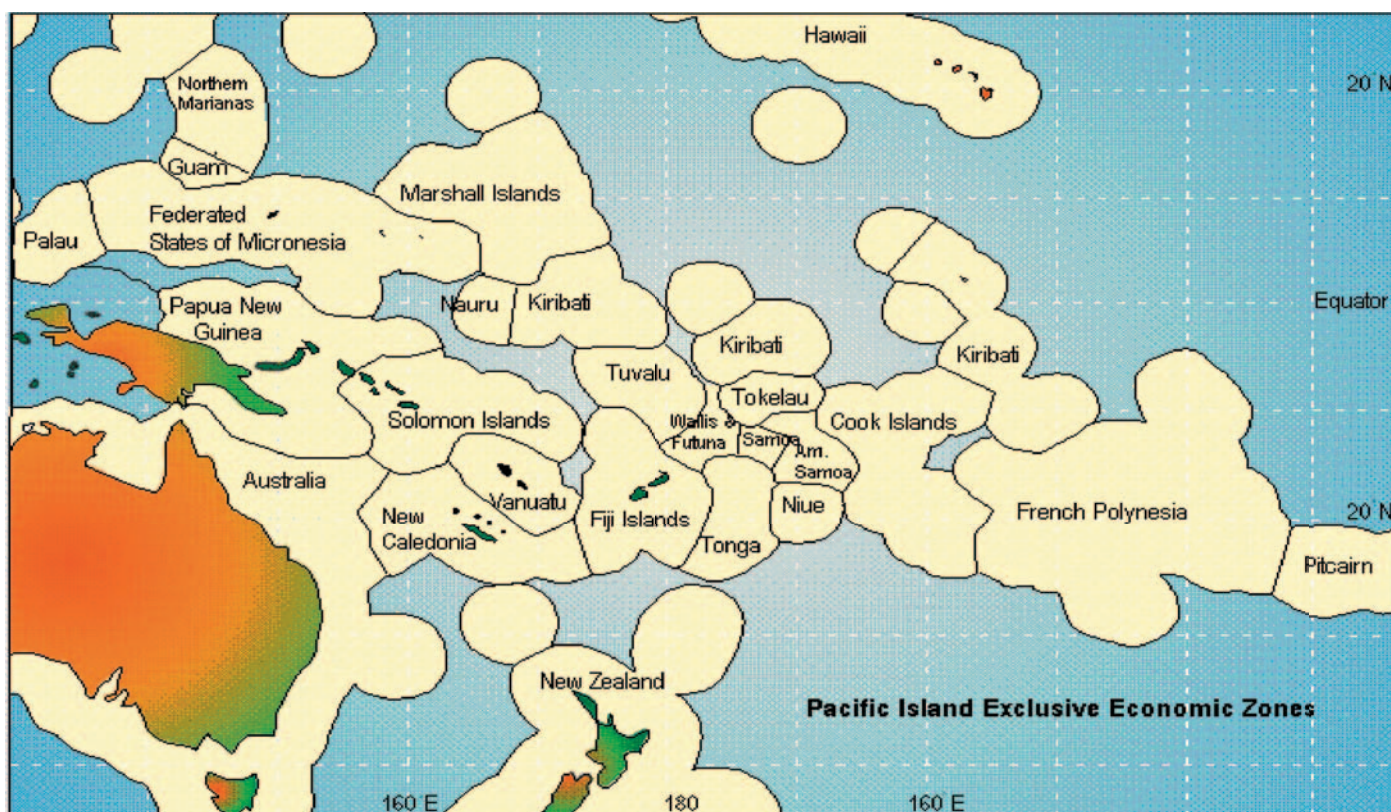 Hawaii
Northern
Marianas
20 N
Guam
Marshall Islands
Federated
States of Micronesia
Palau
Papua New
Guinea
Nauru
Kiribati
Equator
Kiribati
Kiribati
Tuvalu
Tokelau
Solomon Islands
Wallis &
Futuna
Samoa
Cook Islands
Am.
Samoa
Australia
Vanuatu
New
Caledonia
Fiji Islands
Tonga
Niue
French Polynesia
20 N
Pitcairn
New Zealand
Pacific Island Exclusive Economic Zones
160 E
180
160 E